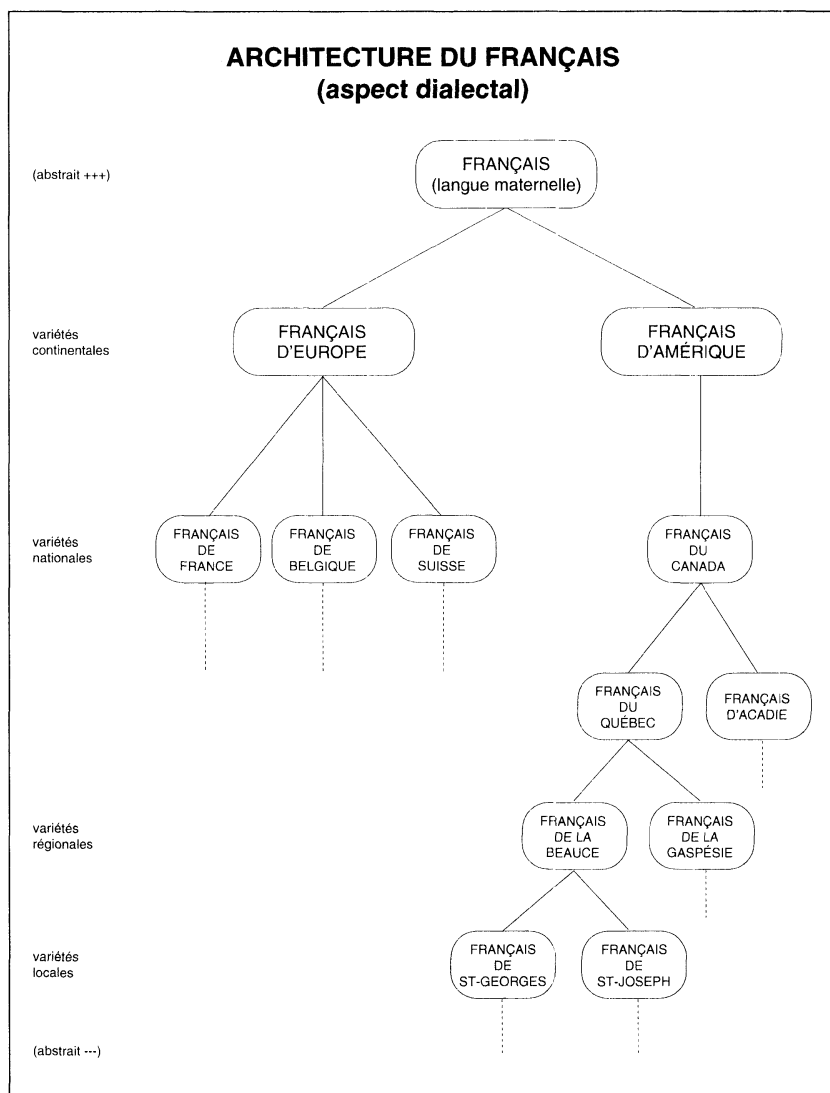 ARCHITECTURE DU FRANÇAIS
(aspect dialectal)
(abstrait +++)
FRANÇAIS
(langue maternelle)
variétés
continentales
FRANÇAIS
D'EUROPE
FRANÇAIS
D'AMÉRIQUE
variétés
nationales
FRANÇAIS
DE
FRANCE
FRANÇAIS
DE
BELGIQUE
FRANÇAIS
DE
SUISSE
FRANÇAIS
DU
CANADA
FRANÇAIS
DU
QUÉBEC
FRANÇAIS
D'ACADIE
variétés
régionales
FRANÇAIS
DE LA
BEAUCE
FRANÇAIS
DE LA
GASPÉSIE
variétés
locales
FRANÇAIS
DE
ST-GEORGES
FRANÇAIS
DE
ST-JOSEPH
(abstrait ---)